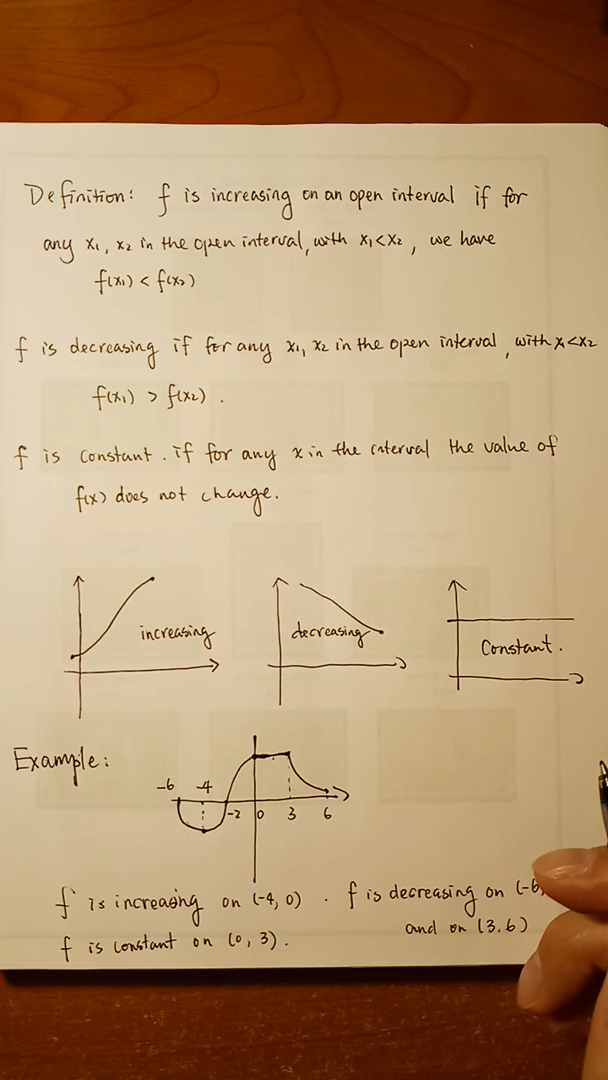 Definition: f is increasing on an open interval if for
any x₁, x₂ in the open interval, with x₁<x₂, we have
f(x₁) < f(x₂)
f is decreasing if for any x₁, x₂ in the open interval, with x₁<x₂
f(x₁) > f(x₂).
f is constant. if for any x in the interval the value of
f(x) does not change.
increasing
decreasing
Constant.
Example:
-6 -4
-2 0 3 6
f is increasing on (-4, 0). f is decreasing on (-6,
and on (3, 6)
f is constant on (0, 3).